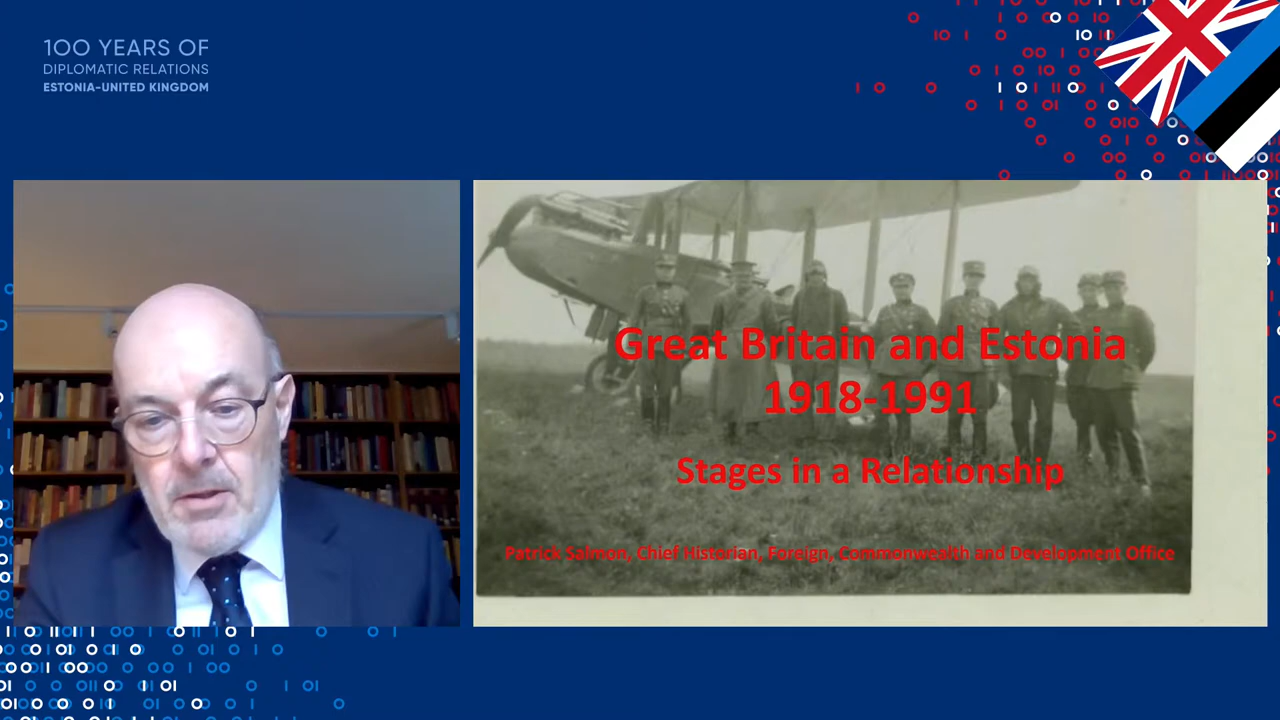 100 YEARS OF
DIPLOMATIC RELATIONS
ESTONIA-UNITED KINGDOM
Great Britain and Estonia
1918-1991
Stages in a Relationship
Patrick Salmon, Chief Historian, Foreign, Commonwealth and Development Office